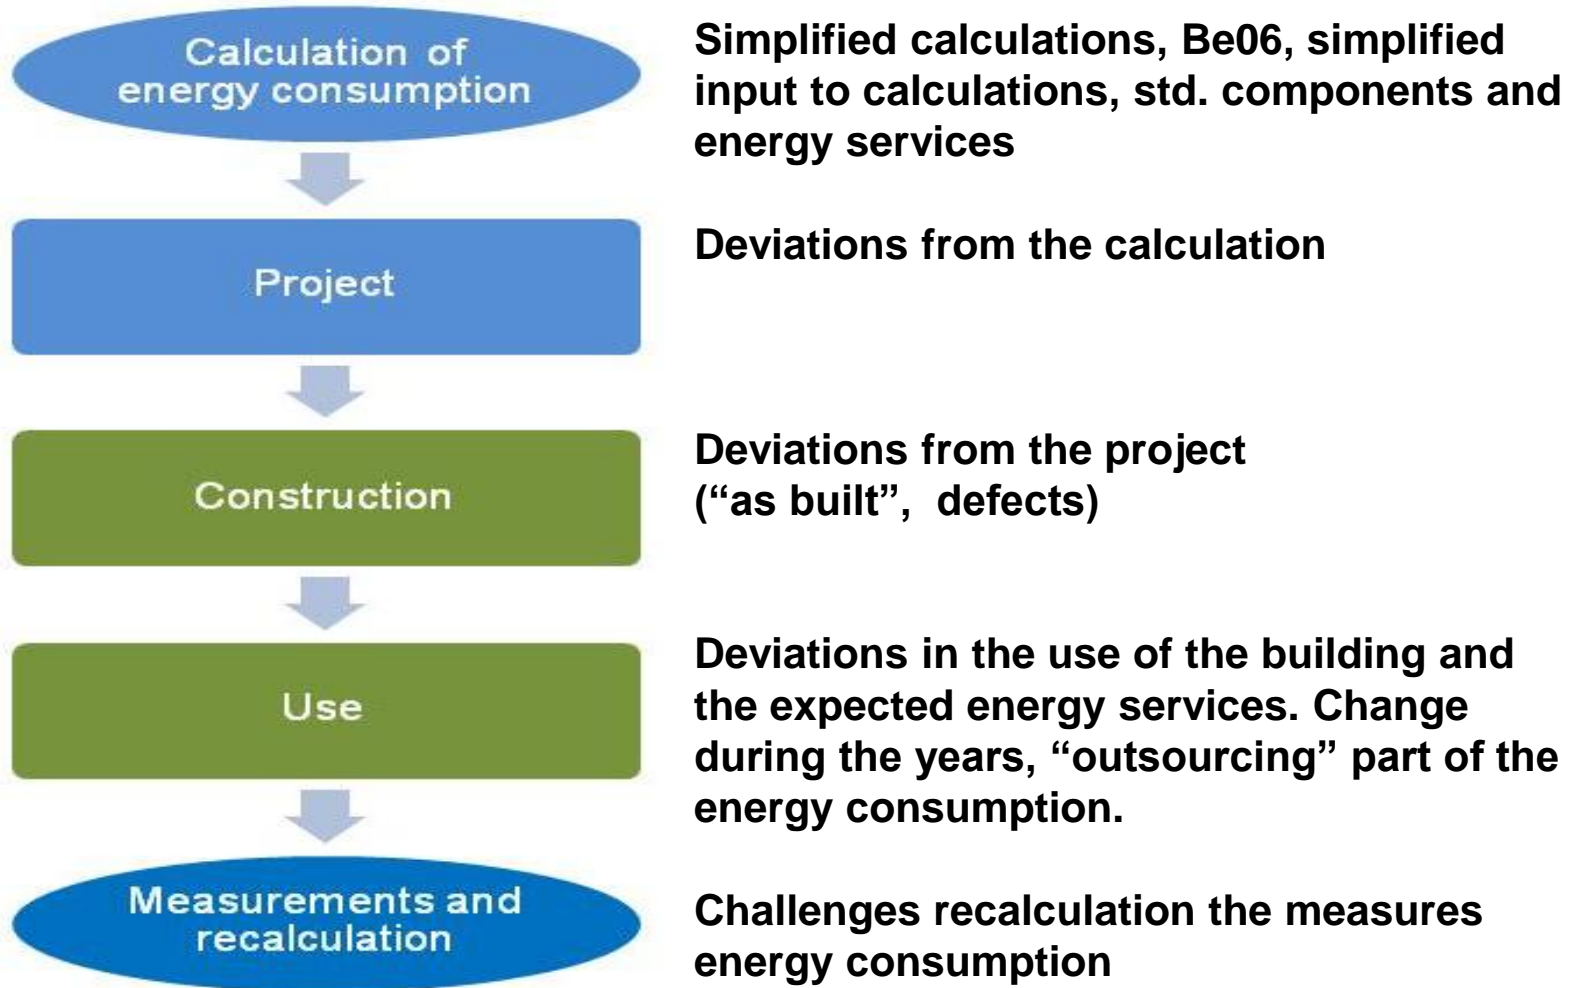 Calculation of
energy consumption
Simplified calculations, Be06, simplified
input to calculations, std. components and
energy services
Project
Deviations from the calculation
Construction
Deviations from the project
(“as built”,  defects)
Use
Deviations in the use of the building and
the expected energy services. Change
during the years, “outsourcing” part of the
energy consumption.
Measurements and
recalculation
Challenges recalculation the measures
energy consumption